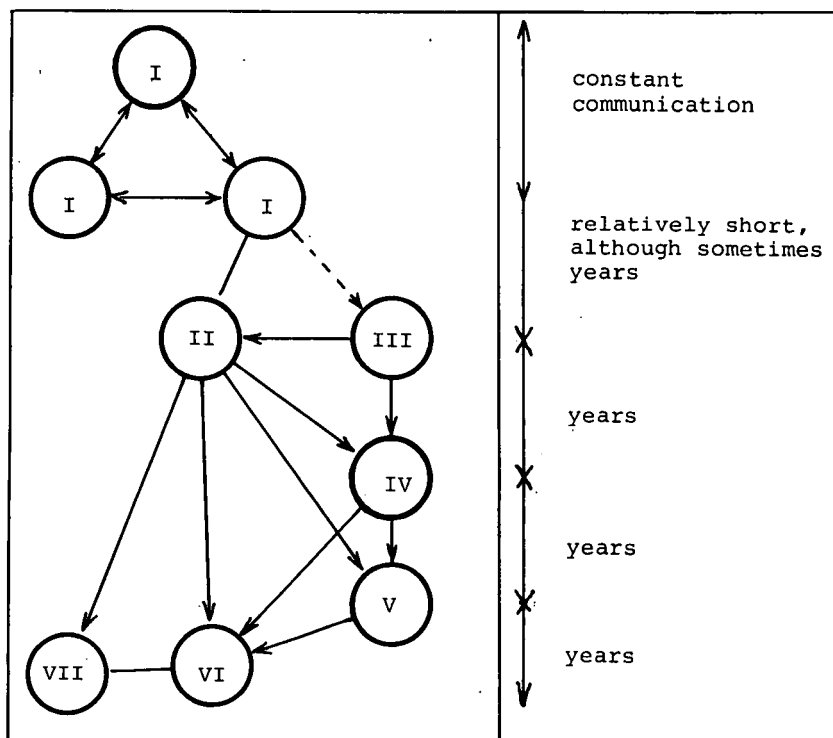 I
constant
communication
I
I
relatively short,
although sometimes
years
II
III
years
IV
years
V
VII
VI
years